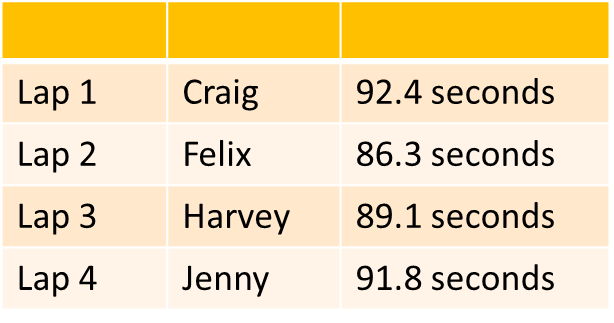 Lap 1 Craig 92.4 seconds
Lap 2 Felix 86.3 seconds
Lap 3 Harvey 89.1 seconds
Lap 4 Jenny 91.8 seconds